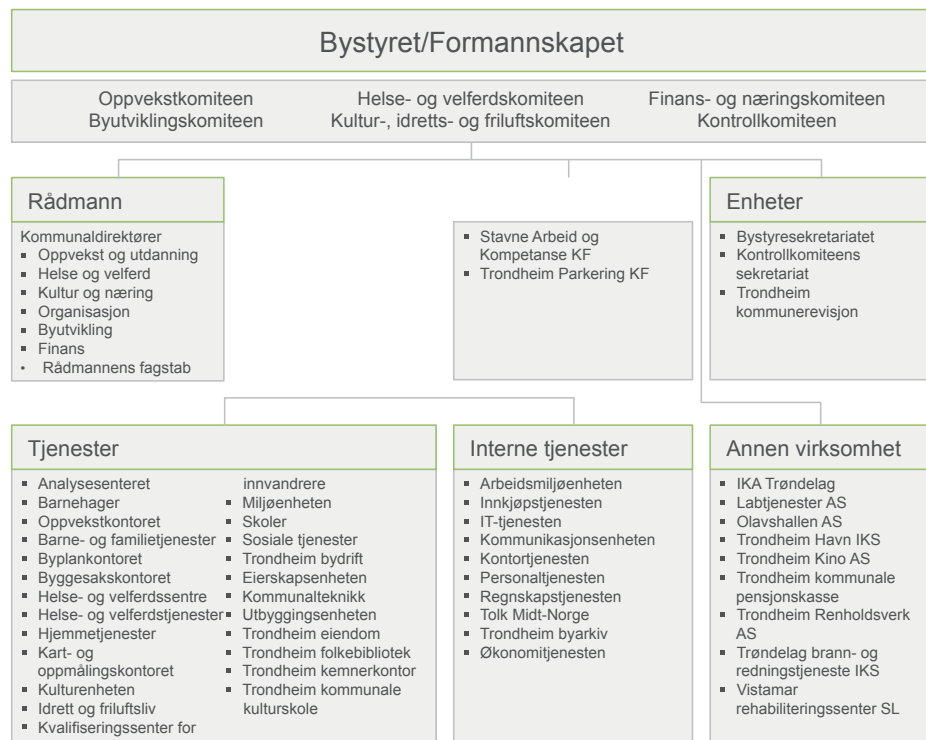 Bystyret/Formannskapet
Oppvekstkomiteen
Byutviklingskomiteen
Helse- og velferdskomiteen
Kultur-, idretts- og friluftskomiteen
Finans- og næringskomiteen
Kontrollkomiteen
Rådmann
Kommunaldirektører
▪ Oppvekst og utdanning
▪ Helse og velferd
▪ Kultur og næring
▪ Organisasjon
▪ Byutvikling
▪ Finans
• Rådmannens fagstab
▪ Stavne Arbeid og
Kompetanse KF
▪ Trondheim Parkering KF
Enheter
▪ Bystyresekretariatet
▪ Kontrollkomiteens
sekretariat
▪ Trondheim
kommunerevisjon
Tjenester
▪ Analysesenteret
▪ Barnehager
▪ Oppvekstkontoret
▪ Barne- og familietjenester
▪ Byplankontoret
▪ Byggesakskontoret
▪ Helse- og velferdssentre
▪ Helse- og velferdstjenester
▪ Hjemmetjenester
▪ Kart- og
oppmålingskontoret
▪ Kulturenheten
▪ Idrett og friluftsliv
▪ Kvalifiseringssenter for
innvandrere
▪ Miljøenheten
▪ Skoler
▪ Sosiale tjenester
▪ Trondheim bydrift
▪ Eierskapsenheten
▪ Kommunalteknikk
▪ Utbyggingsenheten
▪ Trondheim eiendom
▪ Trondheim folkebibliotek
▪ Trondheim kemnerkontor
▪ Trondheim kommunale
kulturskole
Interne tjenester
▪ Arbeidsmiljøenheten
▪ Innkjøpstjenesten
▪ IT-tjenesten
▪ Kommunikasjonsenheten
▪ Kontortjenesten
▪ Personaltjenesten
▪ Regnskapstjenesten
▪ Tolk Midt-Norge
▪ Trondheim byarkiv
▪ Økonomitjenesten
Annen virksomhet
▪ IKA Trøndelag
▪ Labtjenester AS
▪ Olavshallen AS
▪ Trondheim Havn IKS
▪ Trondheim Kino AS
▪ Trondheim kommunale
pensjonskasse
▪ Trondheim Renholdsverk
AS
▪ Trøndelag brann- og
redningstjeneste IKS
▪ Vistamar
rehabiliteringssenter SL